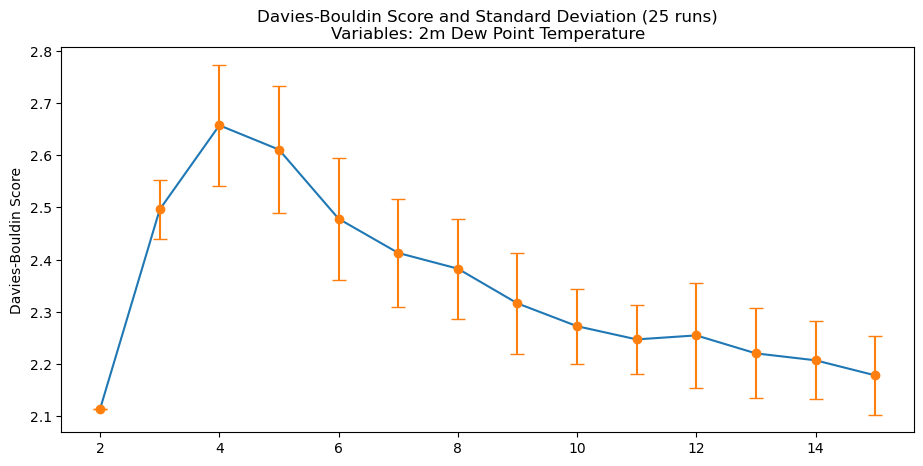 Davies-Bouldin Score and Standard Deviation (25 runs)
Variables: 2m Dew Point Temperature
Davies-Bouldin Score
2.8
2.7
2.6
2.5
2.4
2.3
2.2
2.1
2 4 6 8 10 12 14